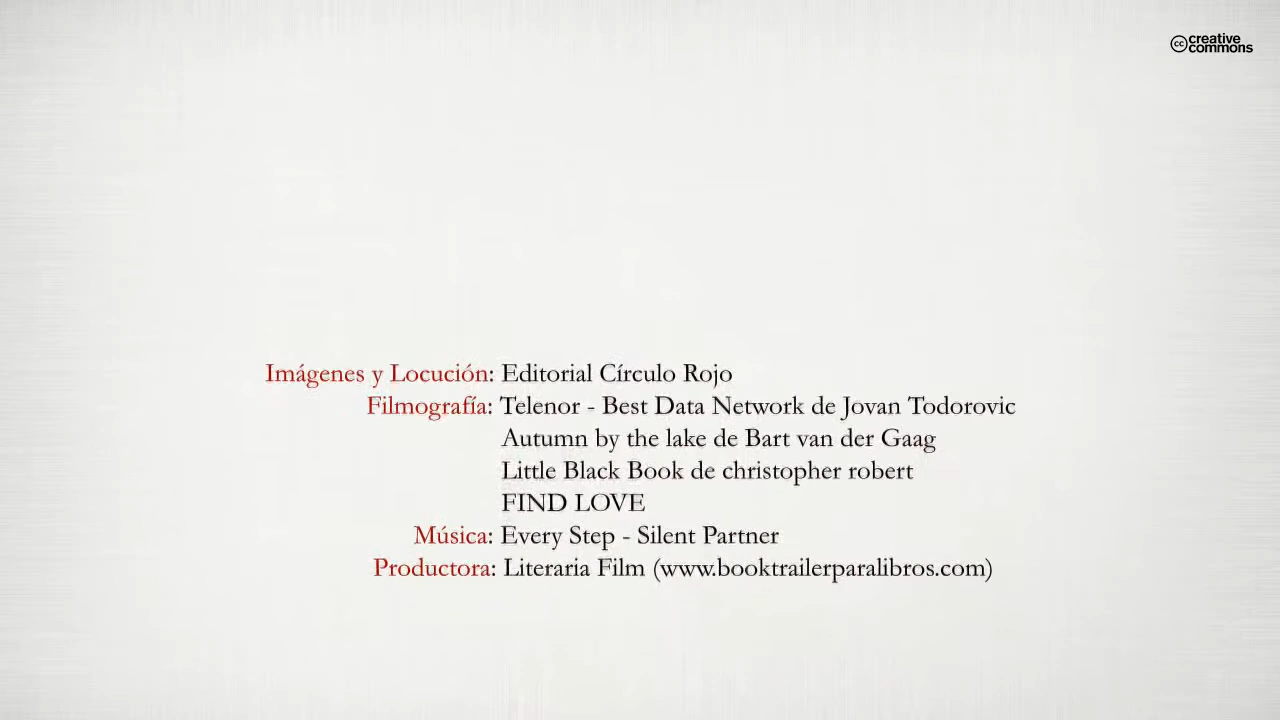 cc creative
commons
Imágenes y Locución: Editorial Círculo Rojo
Filmografía: Telenor - Best Data Network de Jovan Todorovic
Autumn by the lake de Bart van der Gaag
Little Black Book de christopher robert
FIND LOVE
Música: Every Step - Silent Partner
Productora: Literaria Film (www.booktrailerparalibros.com)